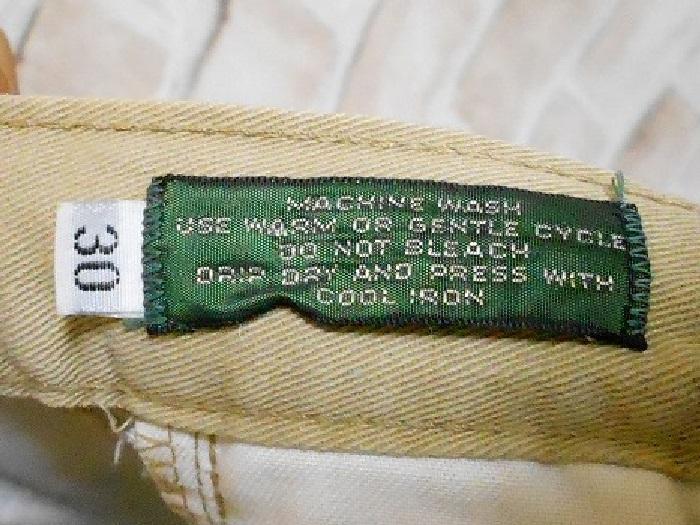 30
MACHINE WASH
USE WARM OR GENTLE CYCLE
DO NOT BLEACH
DRIP DRY AND PRESS WITH
COOL IRON